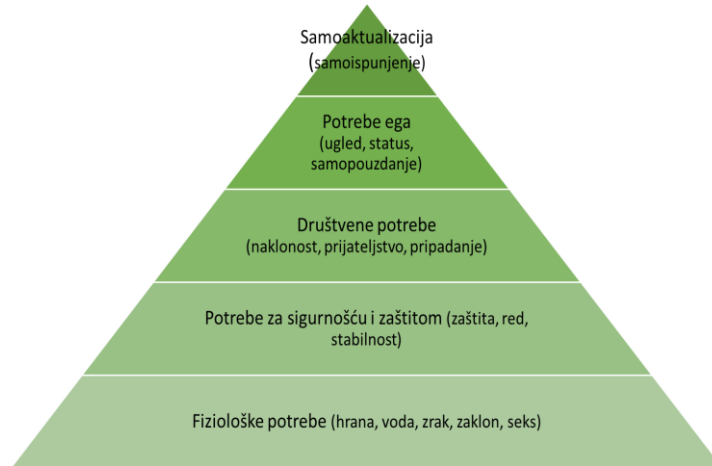 Samoaktualizacija
(samoispunjenje)
Potrebe ega
(ugled, status,
samopouzdanje)
Društvene potrebe
(naklonost, prijateljstvo, pripadanje)
Potrebe za sigurnošću i zaštitom (zaštita, red,
stabilnost)
Fiziološke potrebe (hrana, voda, zrak, zaklon, seks)